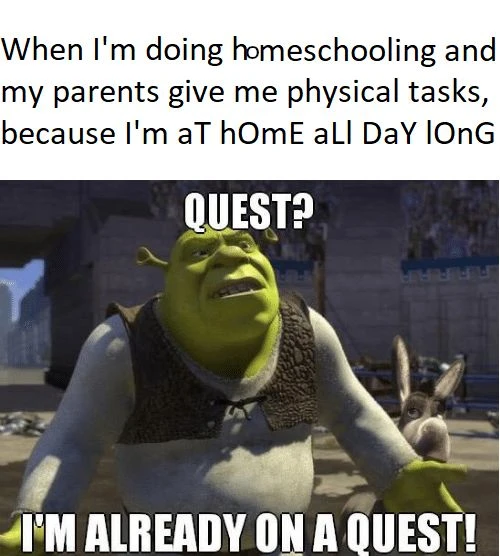 When I'm doing homeschooling and
my parents give me physical tasks,
because I'm aT hOmE aLl DaY lOnG
QUEST?
I'M ALREADY ON A QUEST!